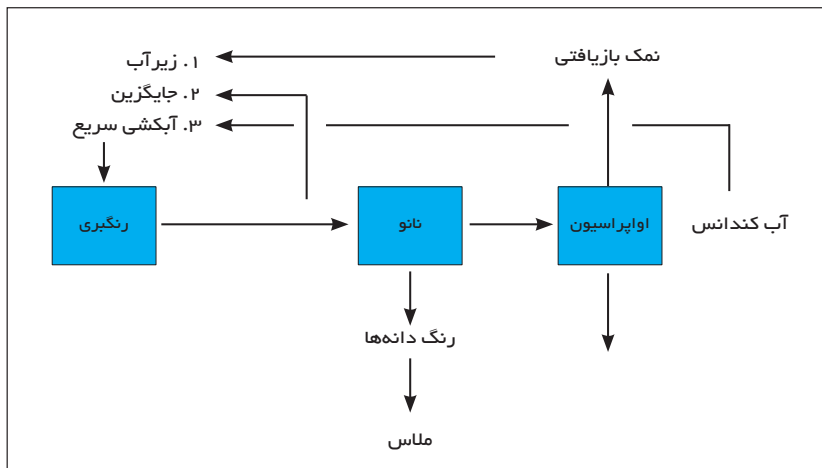 نمک بازیافتی
۱. زیرآب
۲. جایگزین
۳. آبکشی سریع
رنگبری
نانو
اواپراسیون
آب کندانس
رنگ دانه‌ها
ملاس